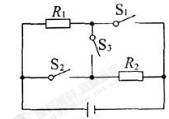 R₁ S₁
S₃
S₂ R₂